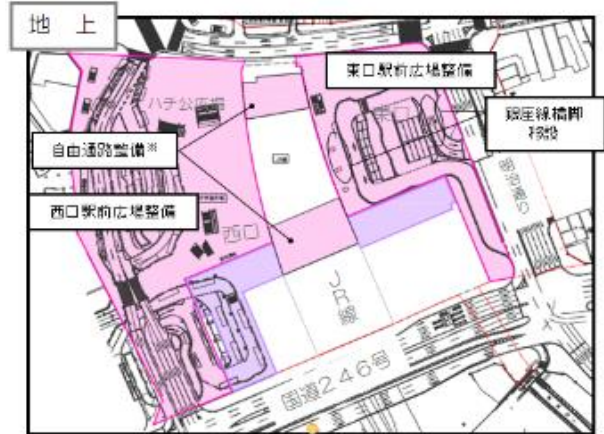 地 上
東口駅前広場整備
ハチ公広場
東口
銀座線橋脚
移設
自由通路整備※
明治通り
西口駅前広場整備
西口
JR線
国道246号